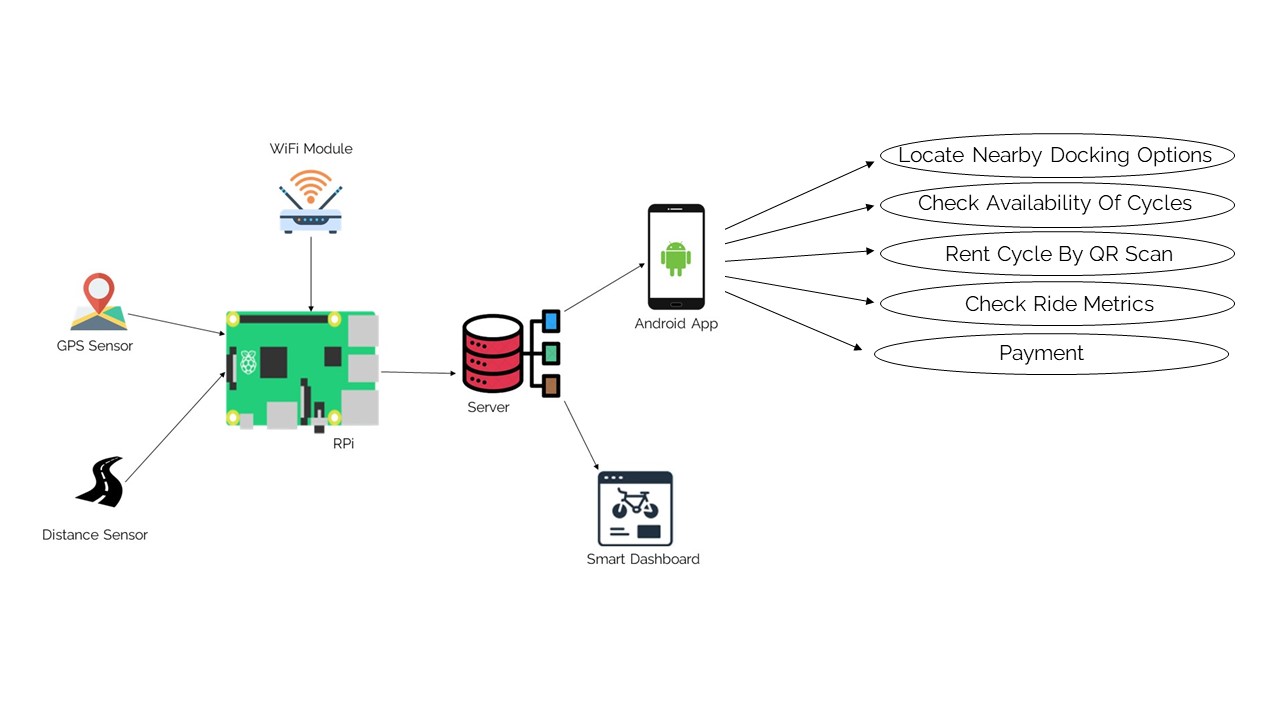 WiFi Module
GPS Sensor
Distance Sensor
RPi
Server
Android App
Smart Dashboard
Locate Nearby Docking Options
Check Availability Of Cycles
Rent Cycle By QR Scan
Check Ride Metrics
Payment